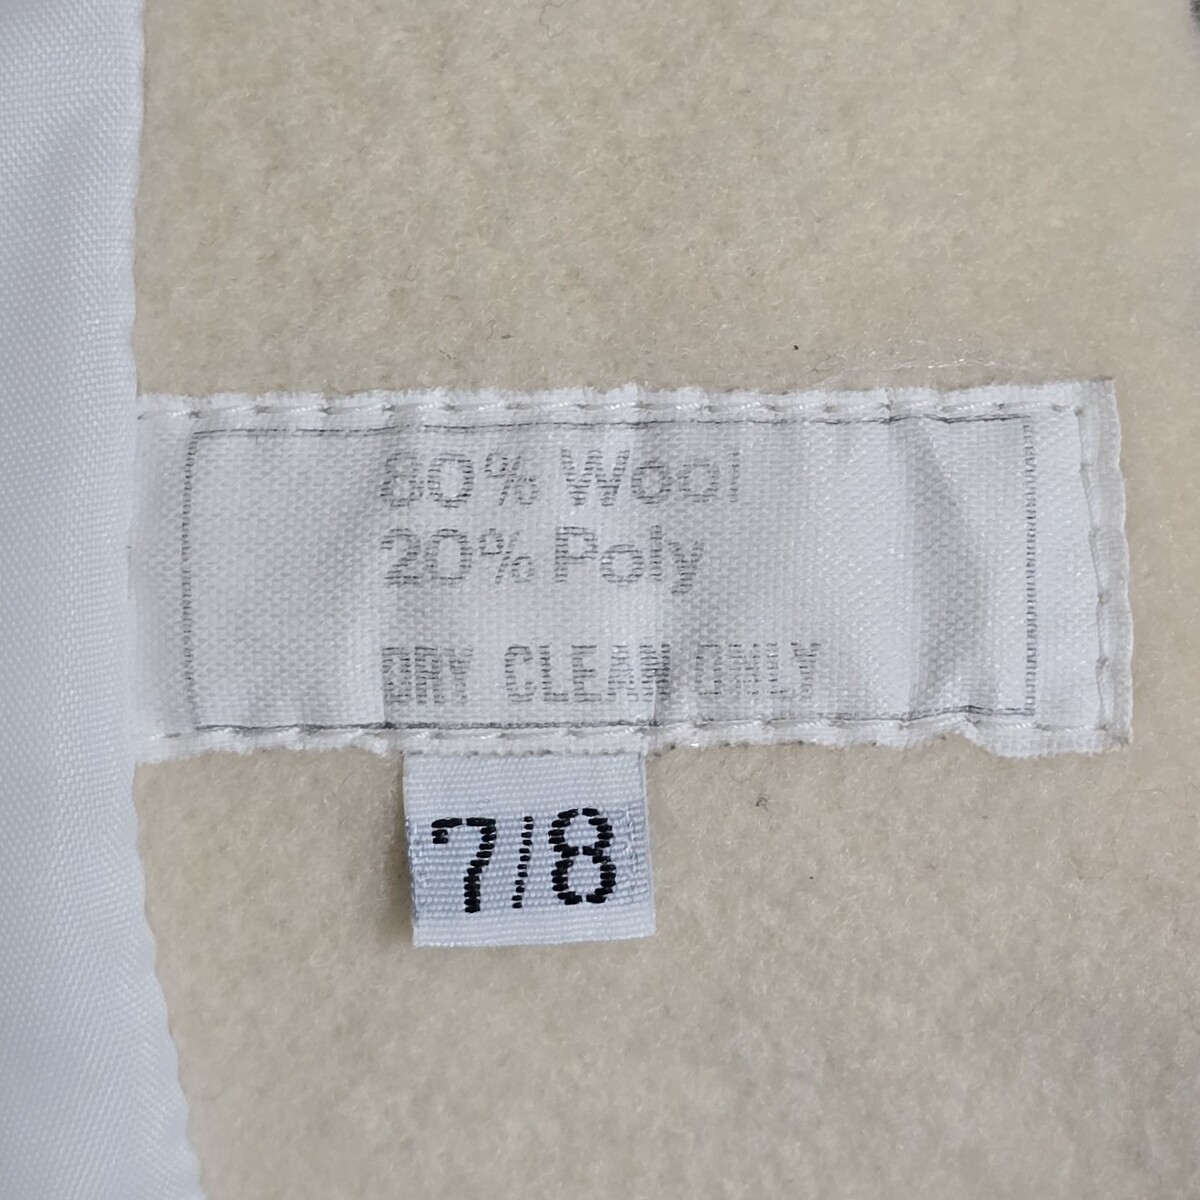 80% Wool
20% Poly
DRY CLEAN ONLY
7/8